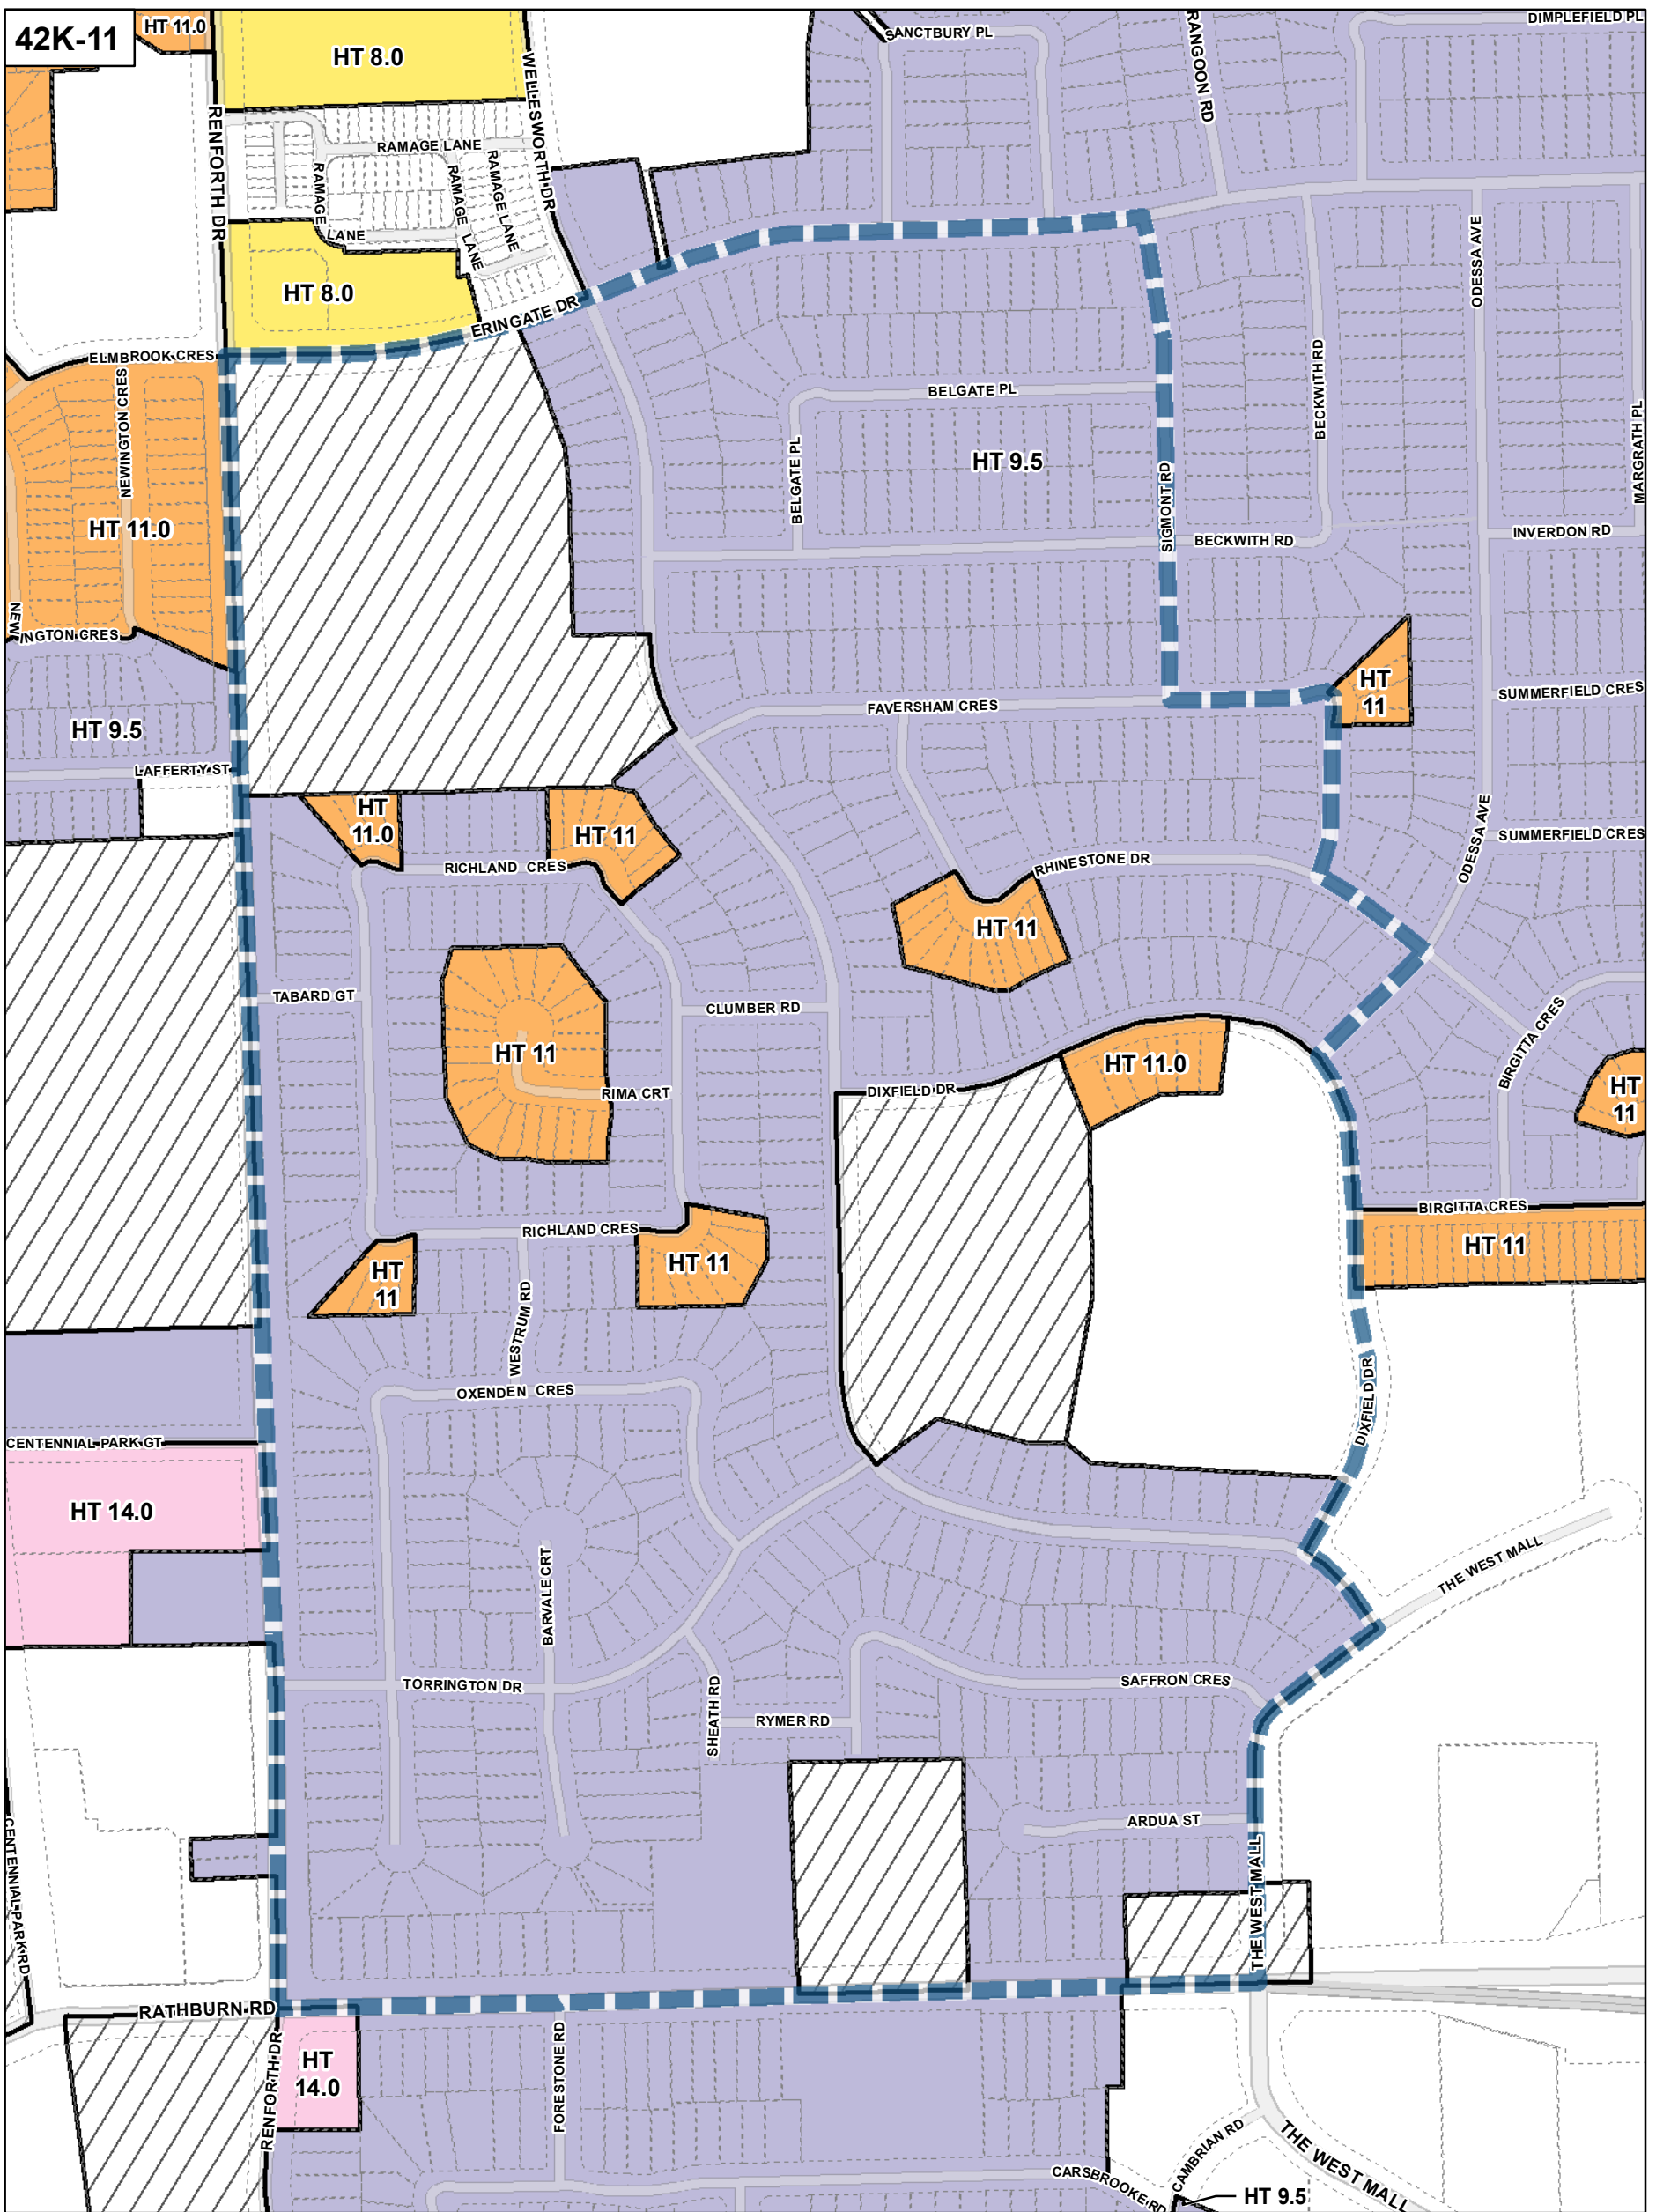 42K-11
HT 11.0
HT 8.0
SANCTBURY PL
RANGOON RD
DIMPLEFIELD PL
RENFORTH DR
WELLESWORTH DR
RAMAGE LANE
RAMAGE LANE
RAMAGE LANE
RAMAGE LANE
HT 8.0
ERINGATE DR
ODESSA AVE
ELMBROOK CRES
NEWINGTON CRES
BELGATE PL
BELGATE PL
BECKWITH RD
MARGRATH PL
HT 9.5
SIGMONT RD
HT 11.0
BECKWITH RD
INVERDON RD
NEWINGTON CRES
HT
11
SUMMERFIELD CRES
FAVERSHAM CRES
HT 9.5
LAFFERTY ST
HT
11.0
HT 11
SUMMERFIELD CRES
ODESSA AVE
RICHLAND CRES
RHINESTONE DR
HT 11
TABARD GT
CLUMBER RD
BIRGITTA CRES
HT 11
RIMA CRT
DIXFIELD DR
HT 11.0
HT
11
BIRGITTA CRES
RICHLAND CRES
HT 11
HT 11
HT
11
WESTRUM RD
OXENDEN CRES
DIXFIELD DR
CENTENNIAL PARK GT
HT 14.0
THE WEST MALL
BARVALE CRT
TORRINGTON DR
SAFFRON CRES
SHEATH RD
RYMER RD
ARDUA ST
CENTENNIAL PARK RD
THE WEST MALL
RATHBURN RD
HT
14.0
RENFORTH DR
FORESTONE RD
CAMBRIAN RD
THE WEST MALL
CARSBROOKE RD
HT 9.5